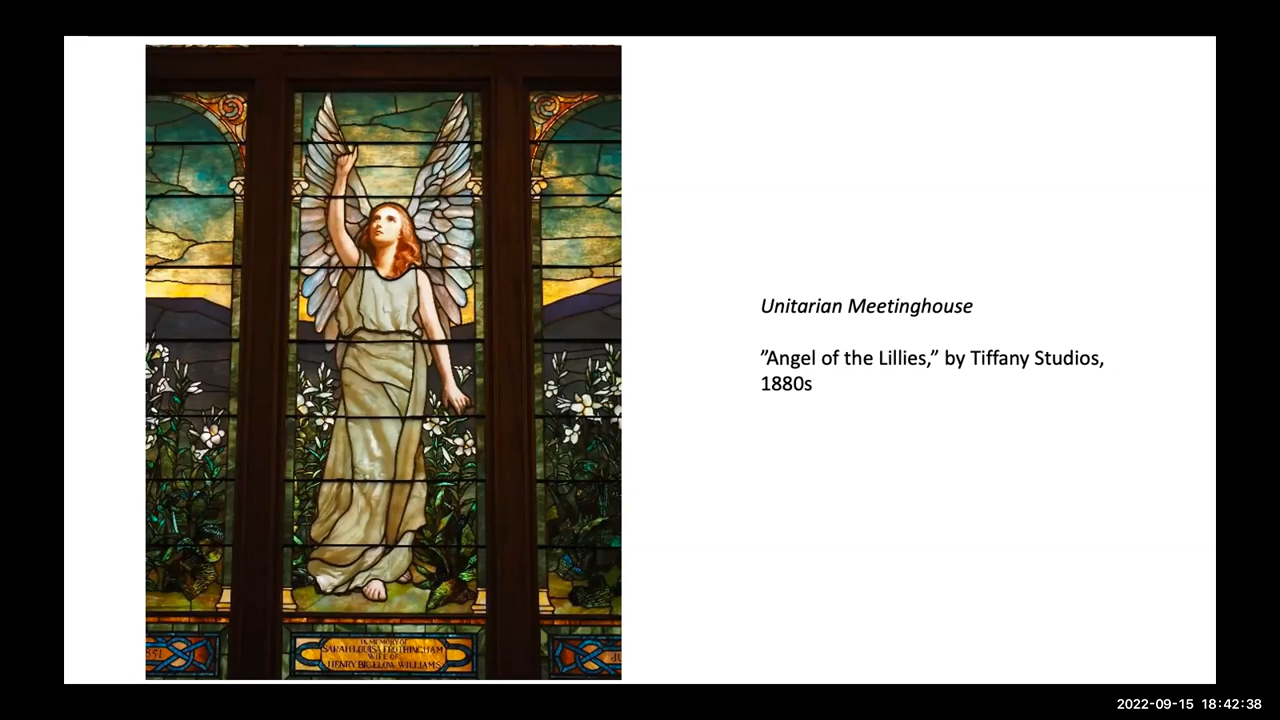 Unitarian Meetinghouse
”Angel of the Lillies,” by Tiffany Studios,
1880s
IN MEMORY OF
SARAH LOUISA FROTHINGHAM
WIFE OF
HENRY BIGELOW WILLIAMS
2022-09-15 18:42:38